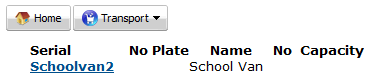 Home Transport
Serial No Plate Name No Capacity
Schoolvan2 School Van